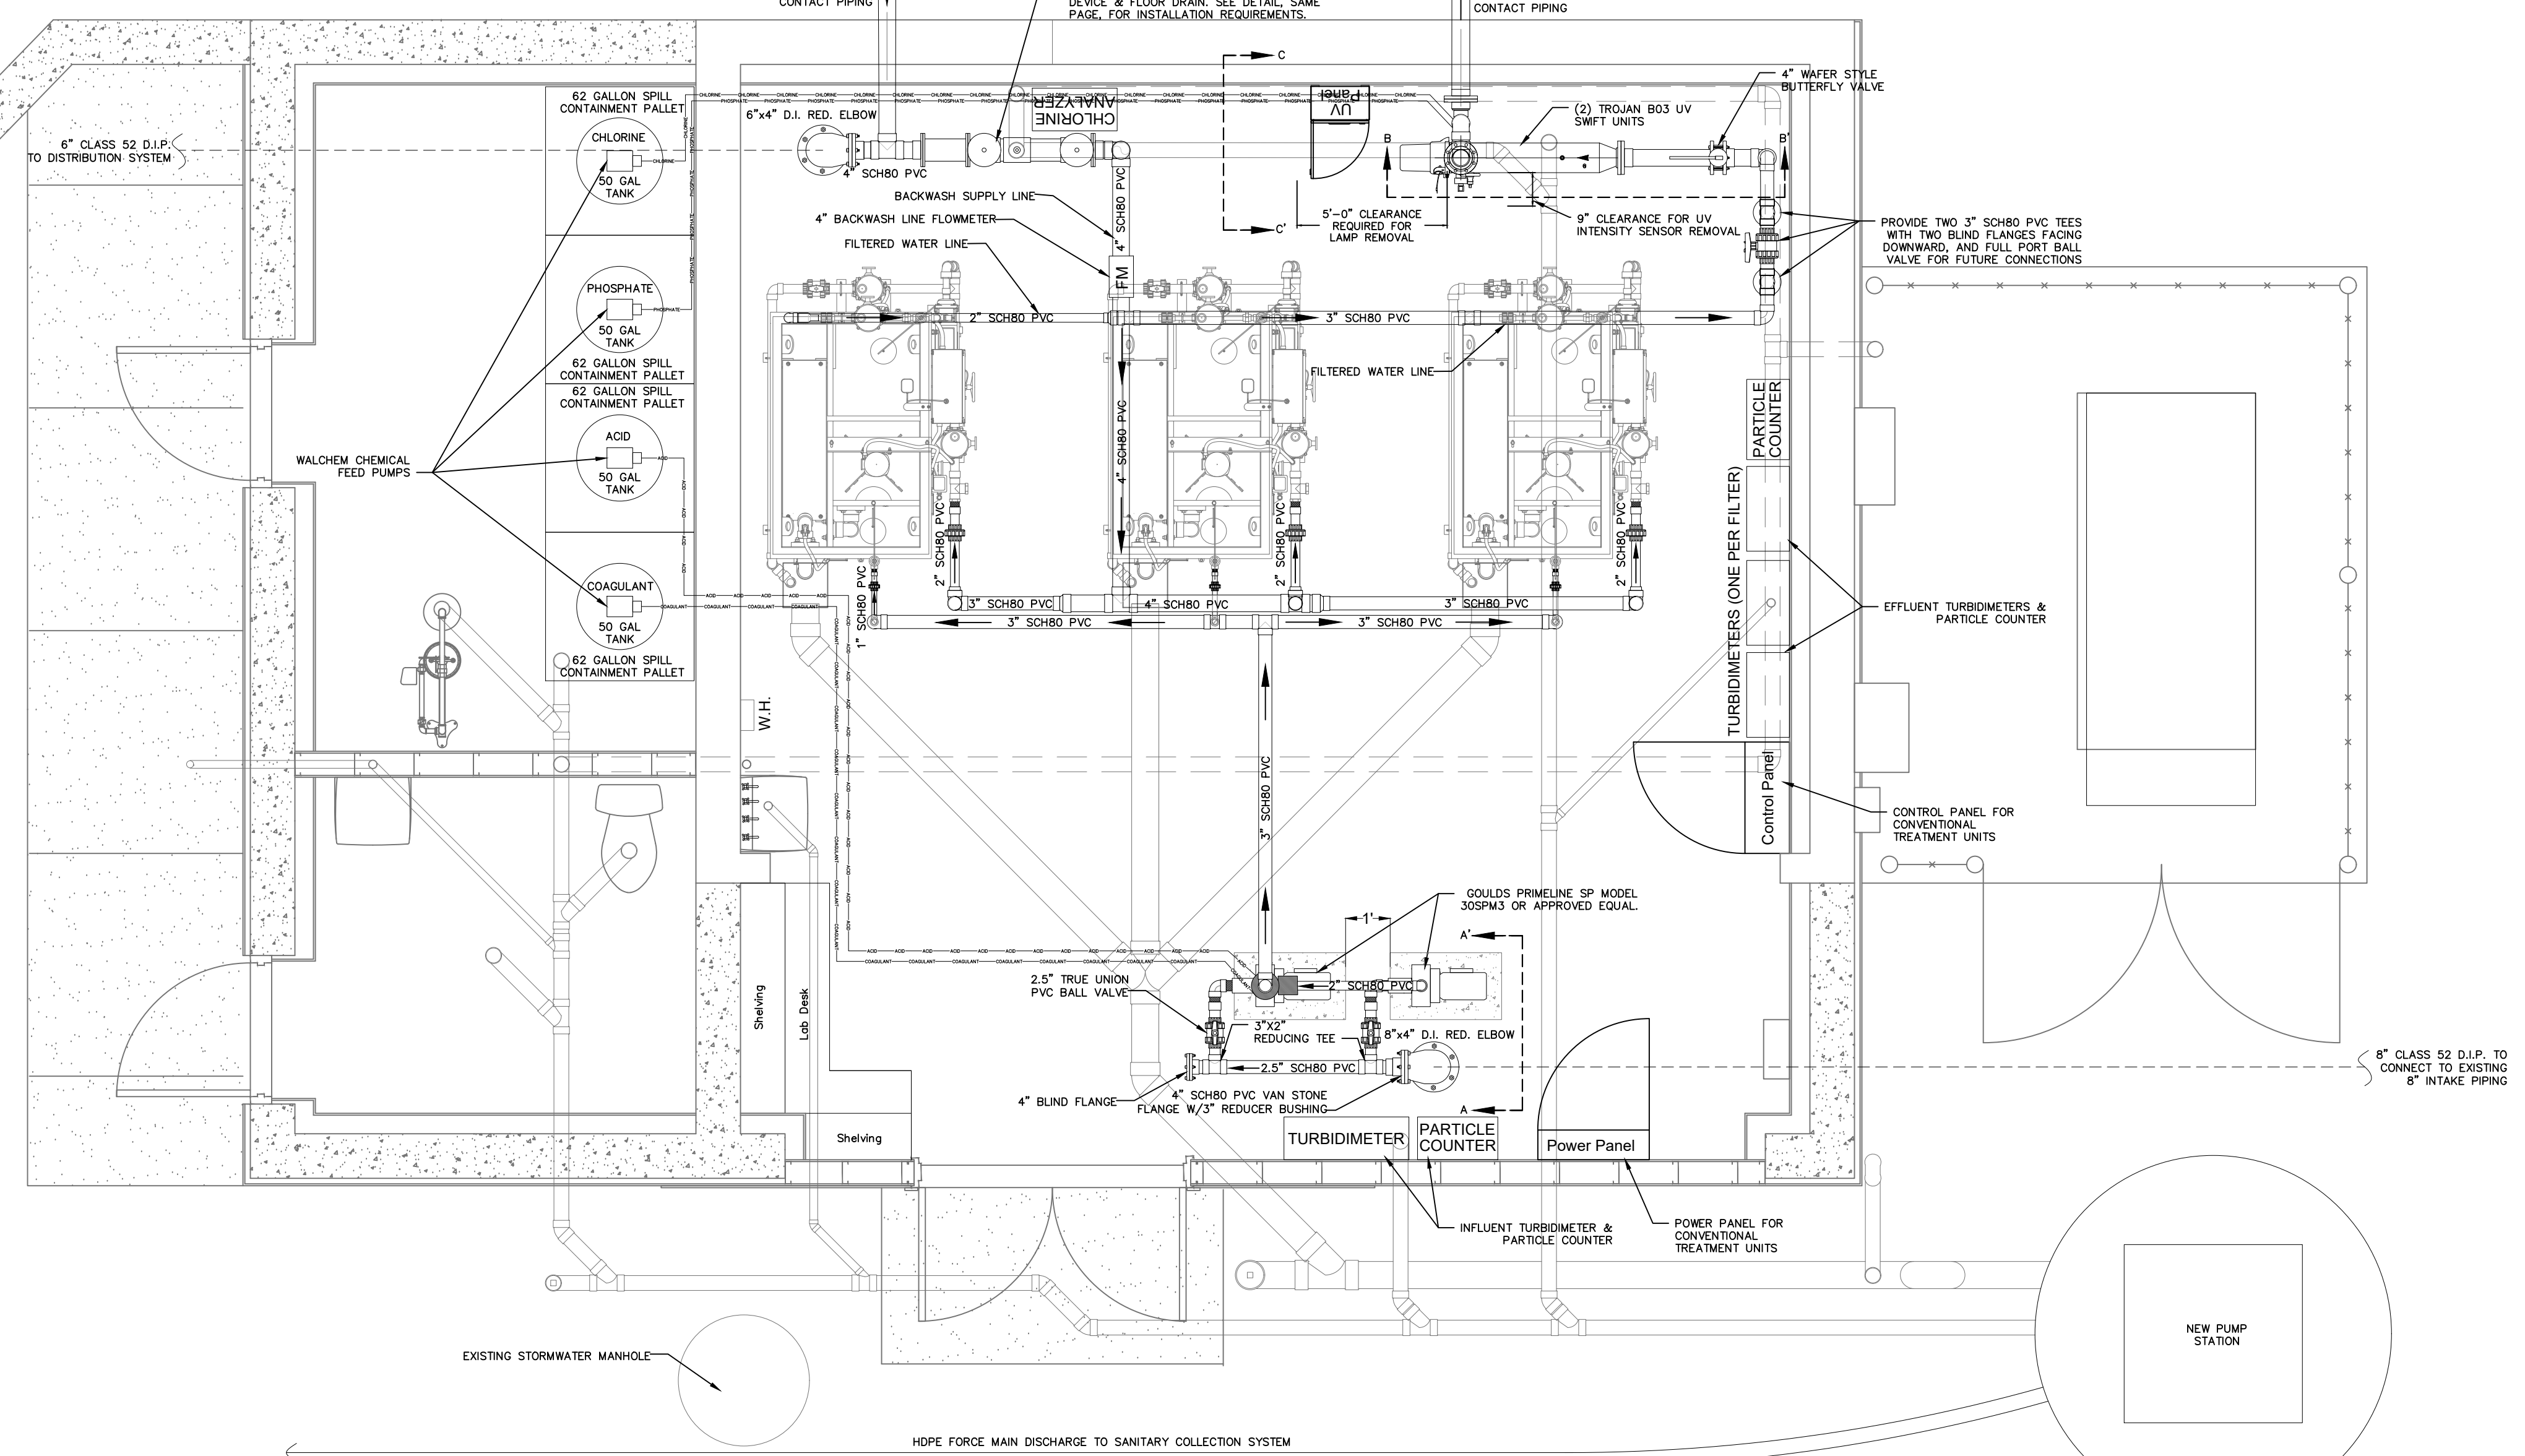 CONTACT PIPING
DEVICE & FLOOR DRAIN. SEE DETAIL, SAME
PAGE, FOR INSTALLATION REQUIREMENTS.
CONTACT PIPING
C
4" WAFER STYLE
BUTTERFLY VALVE
62 GALLON SPILL
CONTAINMENT PALLET
6"x4" D.I. RED. ELBOW
CHLORINE
ANALYZER
UV
Panel
(2) TROJAN B03 UV
SWIFT UNITS
6" CLASS 52 D.I.P.
TO DISTRIBUTION SYSTEM
CHLORINE
50 GAL
TANK
B
B'
4" SCH80 PVC
BACKWASH SUPPLY LINE
4" SCH80 PVC
4" BACKWASH LINE FLOWMETER
FILTERED WATER LINE
FM
C'
5'-0" CLEARANCE
REQUIRED FOR
LAMP REMOVAL
9" CLEARANCE FOR UV
INTENSITY SENSOR REMOVAL
PROVIDE TWO 3" SCH80 PVC TEES
WITH TWO BLIND FLANGES FACING
DOWNWARD, AND FULL PORT BALL
VALVE FOR FUTURE CONNECTIONS
PHOSPHATE
50 GAL
TANK
62 GALLON SPILL
CONTAINMENT PALLET
62 GALLON SPILL
CONTAINMENT PALLET
2" SCH80 PVC
3" SCH80 PVC
FILTERED WATER LINE
4" SCH80 PVC
PARTICLE
COUNTER
ACID
50 GAL
TANK
WALCHEM CHEMICAL
FEED PUMPS
TURBIDIMETERS (ONE PER FILTER)
2" SCH80 PVC
2" SCH80 PVC
2" SCH80 PVC
1" SCH80 PVC
COAGULANT
50 GAL
TANK
62 GALLON SPILL
CONTAINMENT PALLET
3" SCH80 PVC
4" SCH80 PVC
3" SCH80 PVC
3" SCH80 PVC
3" SCH80 PVC
EFFLUENT TURBIDIMETERS &
PARTICLE COUNTER
W.H.
3" SCH80 PVC
Control Panel
CONTROL PANEL FOR
CONVENTIONAL
TREATMENT UNITS
CHLORINE
PHOSPHATE
ACID
COAGULANT
GOULDS PRIMELINE SP MODEL
30SPM3 OR APPROVED EQUAL.
1'
A'
Shelving
Lab Desk
2.5" TRUE UNION
PVC BALL VALVE
2" SCH80 PVC
3"X2"
REDUCING TEE
8"x4" D.I. RED. ELBOW
2.5" SCH80 PVC
4" BLIND FLANGE
4" SCH80 PVC VAN STONE
FLANGE W/3" REDUCER BUSHING
A
8" CLASS 52 D.I.P. TO
CONNECT TO EXISTING
8" INTAKE PIPING
Shelving
TURBIDIMETER
PARTICLE
COUNTER
Power Panel
INFLUENT TURBIDIMETER &
PARTICLE COUNTER
POWER PANEL FOR
CONVENTIONAL
TREATMENT UNITS
EXISTING STORMWATER MANHOLE
NEW PUMP
STATION
HDPE FORCE MAIN DISCHARGE TO SANITARY COLLECTION SYSTEM